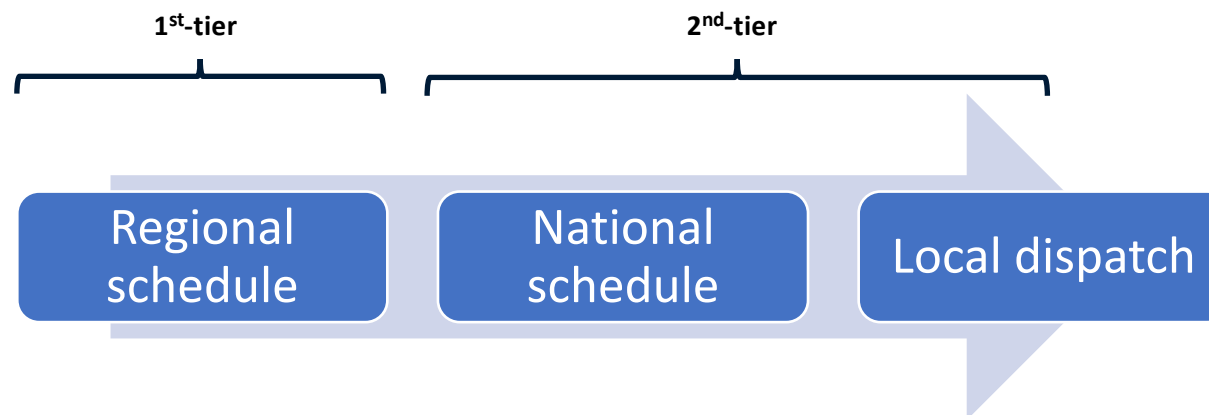 1st-tier
2nd-tier
Regional
schedule
National
schedule
Local dispatch